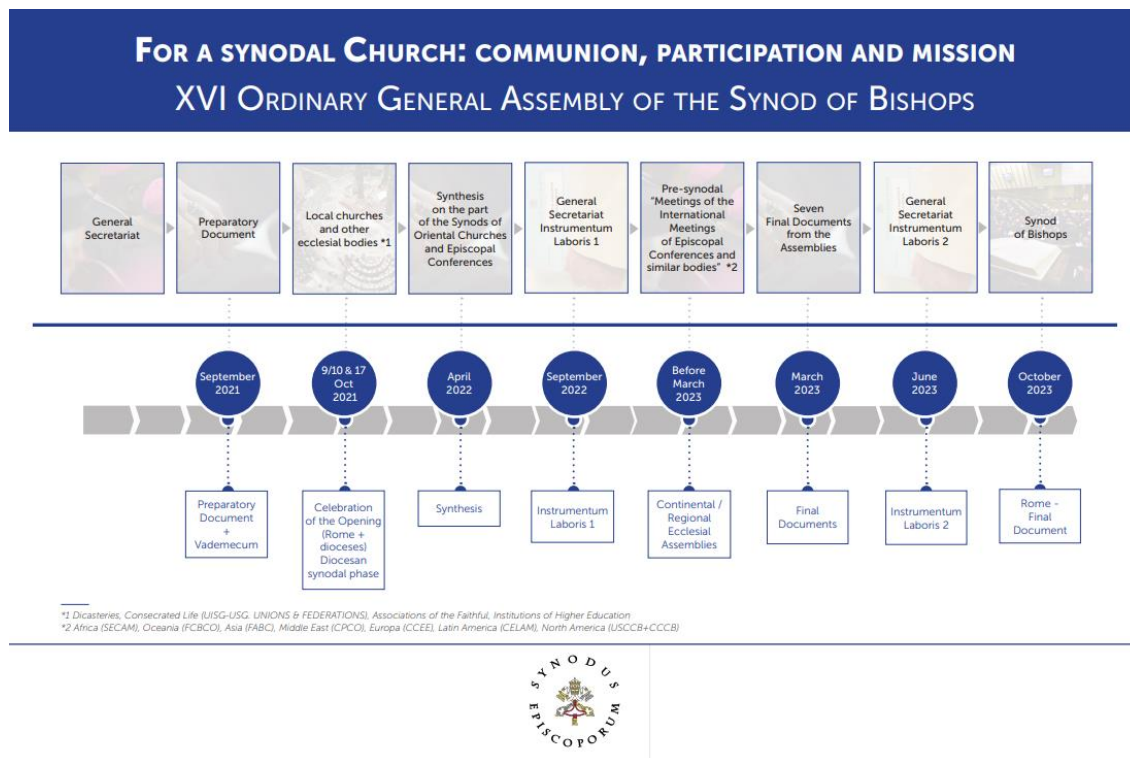 FOR A SYNODAL CHURCH: COMMUNION, PARTICIPATION AND MISSION
XVI ORDINARY GENERAL ASSEMBLY OF THE SYNOD OF BISHOPS
General
Secretariat
Preparatory
Document
Local churches
and other
ecclesial bodies *1
Synthesis
on the part
of the Synods of
Oriental Churches
and Episcopal
Conferences
General
Secretariat
Instrumentum
Laboris 1
Pre-synodal
"Meetings of the
International
Meetings
of Episcopal
Conferences and
similar bodies" *2
Seven
Final Documents
from the
Assemblies
General
Secretariat
Instrumentum
Laboris 2
Synod
of Bishops
September
2021
9/10 & 17
Oct
2021
April
2022
September
2022
Before
March
2023
March
2023
June
2023
October
2023
Preparatory
Document
+
Vademecum
Celebration
of the Opening
(Rome +
dioceses)
Diocesan
synodal phase
Synthesis
Instrumentum
Laboris 1
Continental /
Regional
Ecclesial
Assemblies
Final
Documents
Instrumentum
Laboris 2
Rome -
Final
Document
*1 Dicasteries, Consecrated Life (UISG-USG. UNIONS & FEDERATIONS), Associations of the Faithful, Institutions of Higher Education
*2 Africa (SECAM), Oceania (FCBCO), Asia (FABC), Middle East (CPCO), Europa (CCEE), Latin America (CELAM), North America (USCCB+CCCB)
SYNODUS
EPISCOPORUM